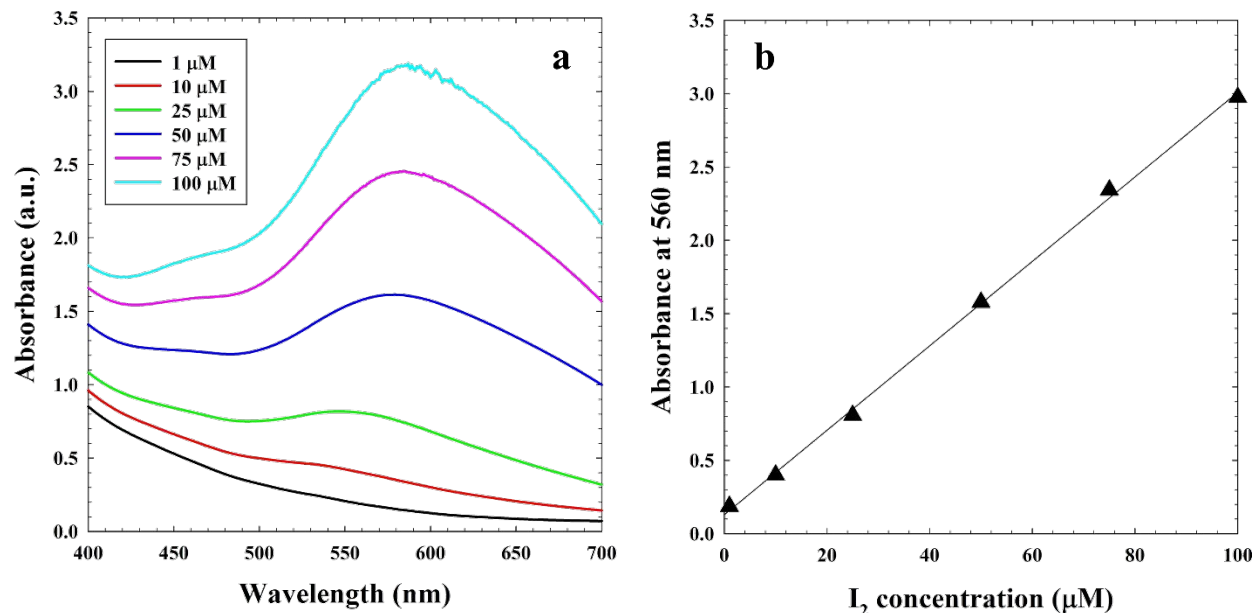 3.5
3.0
2.5
2.0
1.5
1.0
0.5
0.0
Absorbance (a.u.)
1 μM
10 μM
25 μM
50 μM
75 μM
100 μM
a
400 450 500 550 600 650 700
Wavelength (nm)
3.5
3.0
2.5
2.0
1.5
1.0
0.5
0.0
Absorbance at 560 nm
b
0 20 40 60 80 100
I₂ concentration (μM)